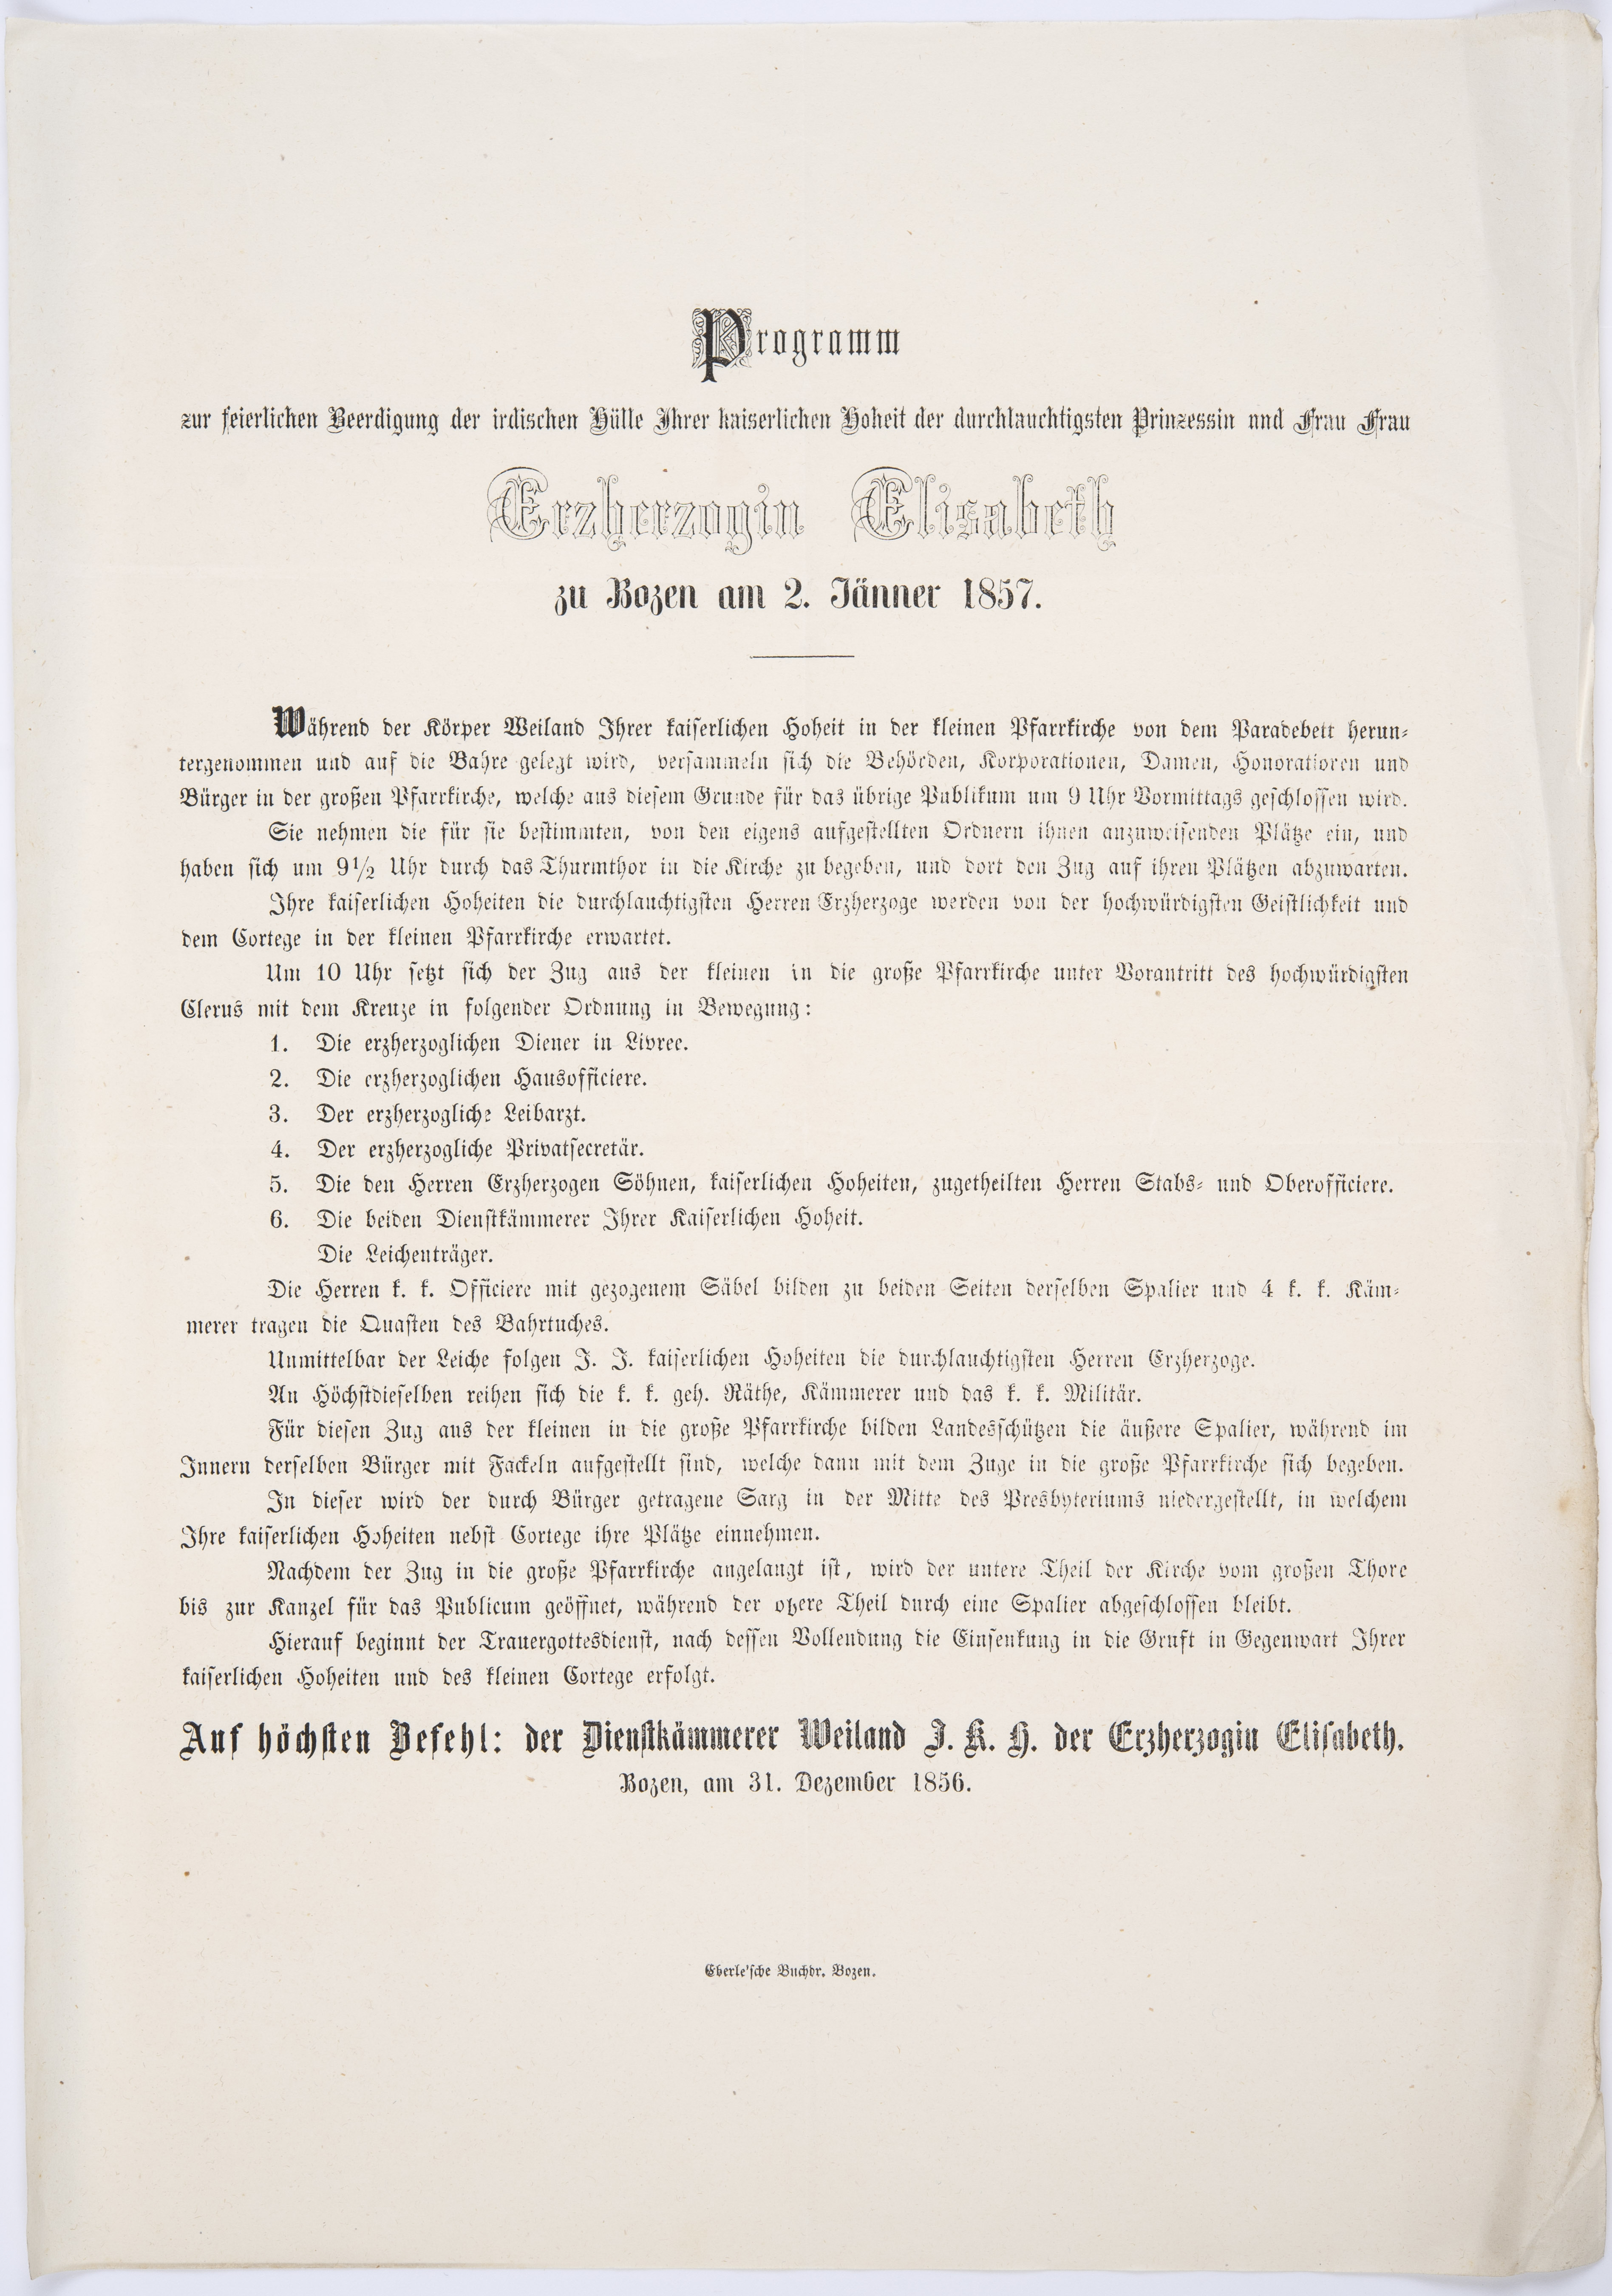 Programm
zur feierlichen Beerdigung der irdischen Hülle Ihrer kaiserlichen Hoheit der durchlauchtigsten Prinzessin und Frau Frau
Erzherzogin Elisabeth
zu Bozen am 2. Jänner 1857.
Während der Körper Weiland Ihrer kaiserlichen Hoheit in der kleinen Pfarrkirche von dem Paradebett herun-
tergenommen und auf die Bahre gelegt wird, versammeln sich die Behörden, Korporationen, Damen, Honoratioren und
Bürger in der großen Pfarrkirche, welche aus diesem Grunde für das übrige Publikum um 9 Uhr Vormittags geschlossen wird.
Sie nehmen die für sie bestimmten, von den eigens aufgestellten Ordnern ihnen anzuweisenden Plätze ein, und
haben sich um 9 1/2 Uhr durch das Thurmthor in die Kirche zu begeben, und dort den Zug auf ihren Plätzen abzuwarten.
Ihre kaiserlichen Hoheiten die durchlauchtigsten Herren Erzherzoge werden von der hochwürdigsten Geistlichkeit und
dem Cortege in der kleinen Pfarrkirche erwartet.
Um 10 Uhr setzt sich der Zug aus der kleinen in die große Pfarrkirche unter Vorantritt des hochwürdigsten
Clerus mit dem Kreuze in folgender Ordnung in Bewegung:
1. Die erzherzoglichen Diener in Livree.
2. Die erzherzoglichen Hausofficiere.
3. Der erzherzogliche Leibarzt.
4. Der erzherzogliche Privatsecretär.
5. Die den Herren Erzherzogen Söhnen, kaiserlichen Hoheiten, zugetheilten Herren Stabs- und Oberofficiere.
6. Die beiden Dienstkämmerer Ihrer Kaiserlichen Hoheit.
Die Leichenträger.
Die Herren k. k. Officiere mit gezogenem Säbel bilden zu beiden Seiten derselben Spalier und 4 k. k. Käm-
merer tragen die Quasten des Bahrtuches.
Unmittelbar der Leiche folgen J. J. kaiserlichen Hoheiten die durchlauchtigsten Herren Erzherzoge.
An Höchstdieselben reihen sich die k. k. geh. Räthe, Kämmerer und das k. k. Militär.
Für diesen Zug aus der kleinen in die große Pfarrkirche bilden Landesschützen die äußere Spalier, während im
Innern derselben Bürger mit Fackeln aufgestellt sind, welche dann mit dem Zuge in die große Pfarrkirche sich begeben.
In dieser wird der durch Bürger getragene Sarg in der Mitte des Presbyteriums niedergestellt, in welchem
Ihre kaiserlichen Hoheiten nebst Cortege ihre Plätze einnehmen.
Nachdem der Zug in die große Pfarrkirche angelangt ist, wird der untere Theil der Kirche vom großen Thore
bis zur Kanzel für das Publicum geöffnet, während der obere Theil durch eine Spalier abgeschlossen bleibt.
Hierauf beginnt der Trauergottesdienst, nach dessen Vollendung die Einsenkung in die Gruft in Gegenwart Ihrer
kaiserlichen Hoheiten und des kleinen Cortege erfolgt.
Auf höchsten Befehl: der Dienstkämmerer Weiland J. K. H. der Erzherzogin Elisabeth.
Bozen, am 31. Dezember 1856.
Eberle'sche Buchdr. Bozen.